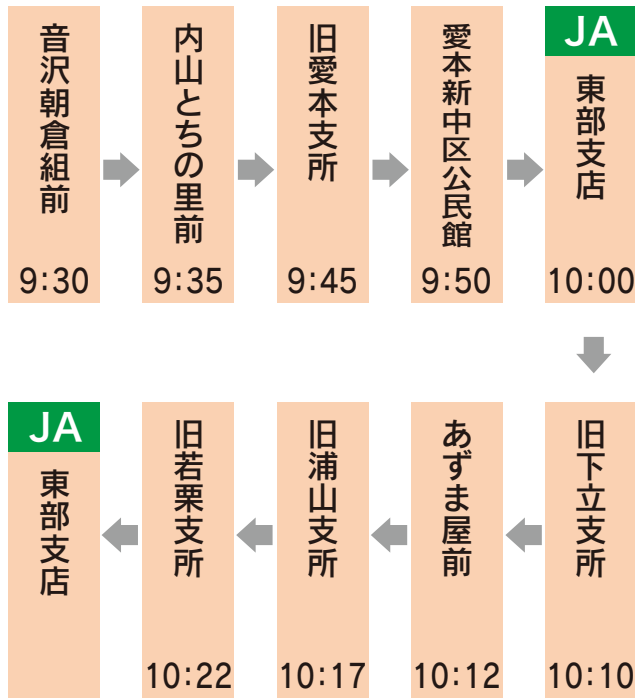 音沢朝倉組前
9:30
内山とちの里前
9:35
旧愛本支所
9:45
愛本新中区公民館
9:50
JA
東部支店
10:00
旧下立支所
10:10
あずま屋前
10:12
旧浦山支所
10:17
旧若栗支所
10:22
JA
東部支店